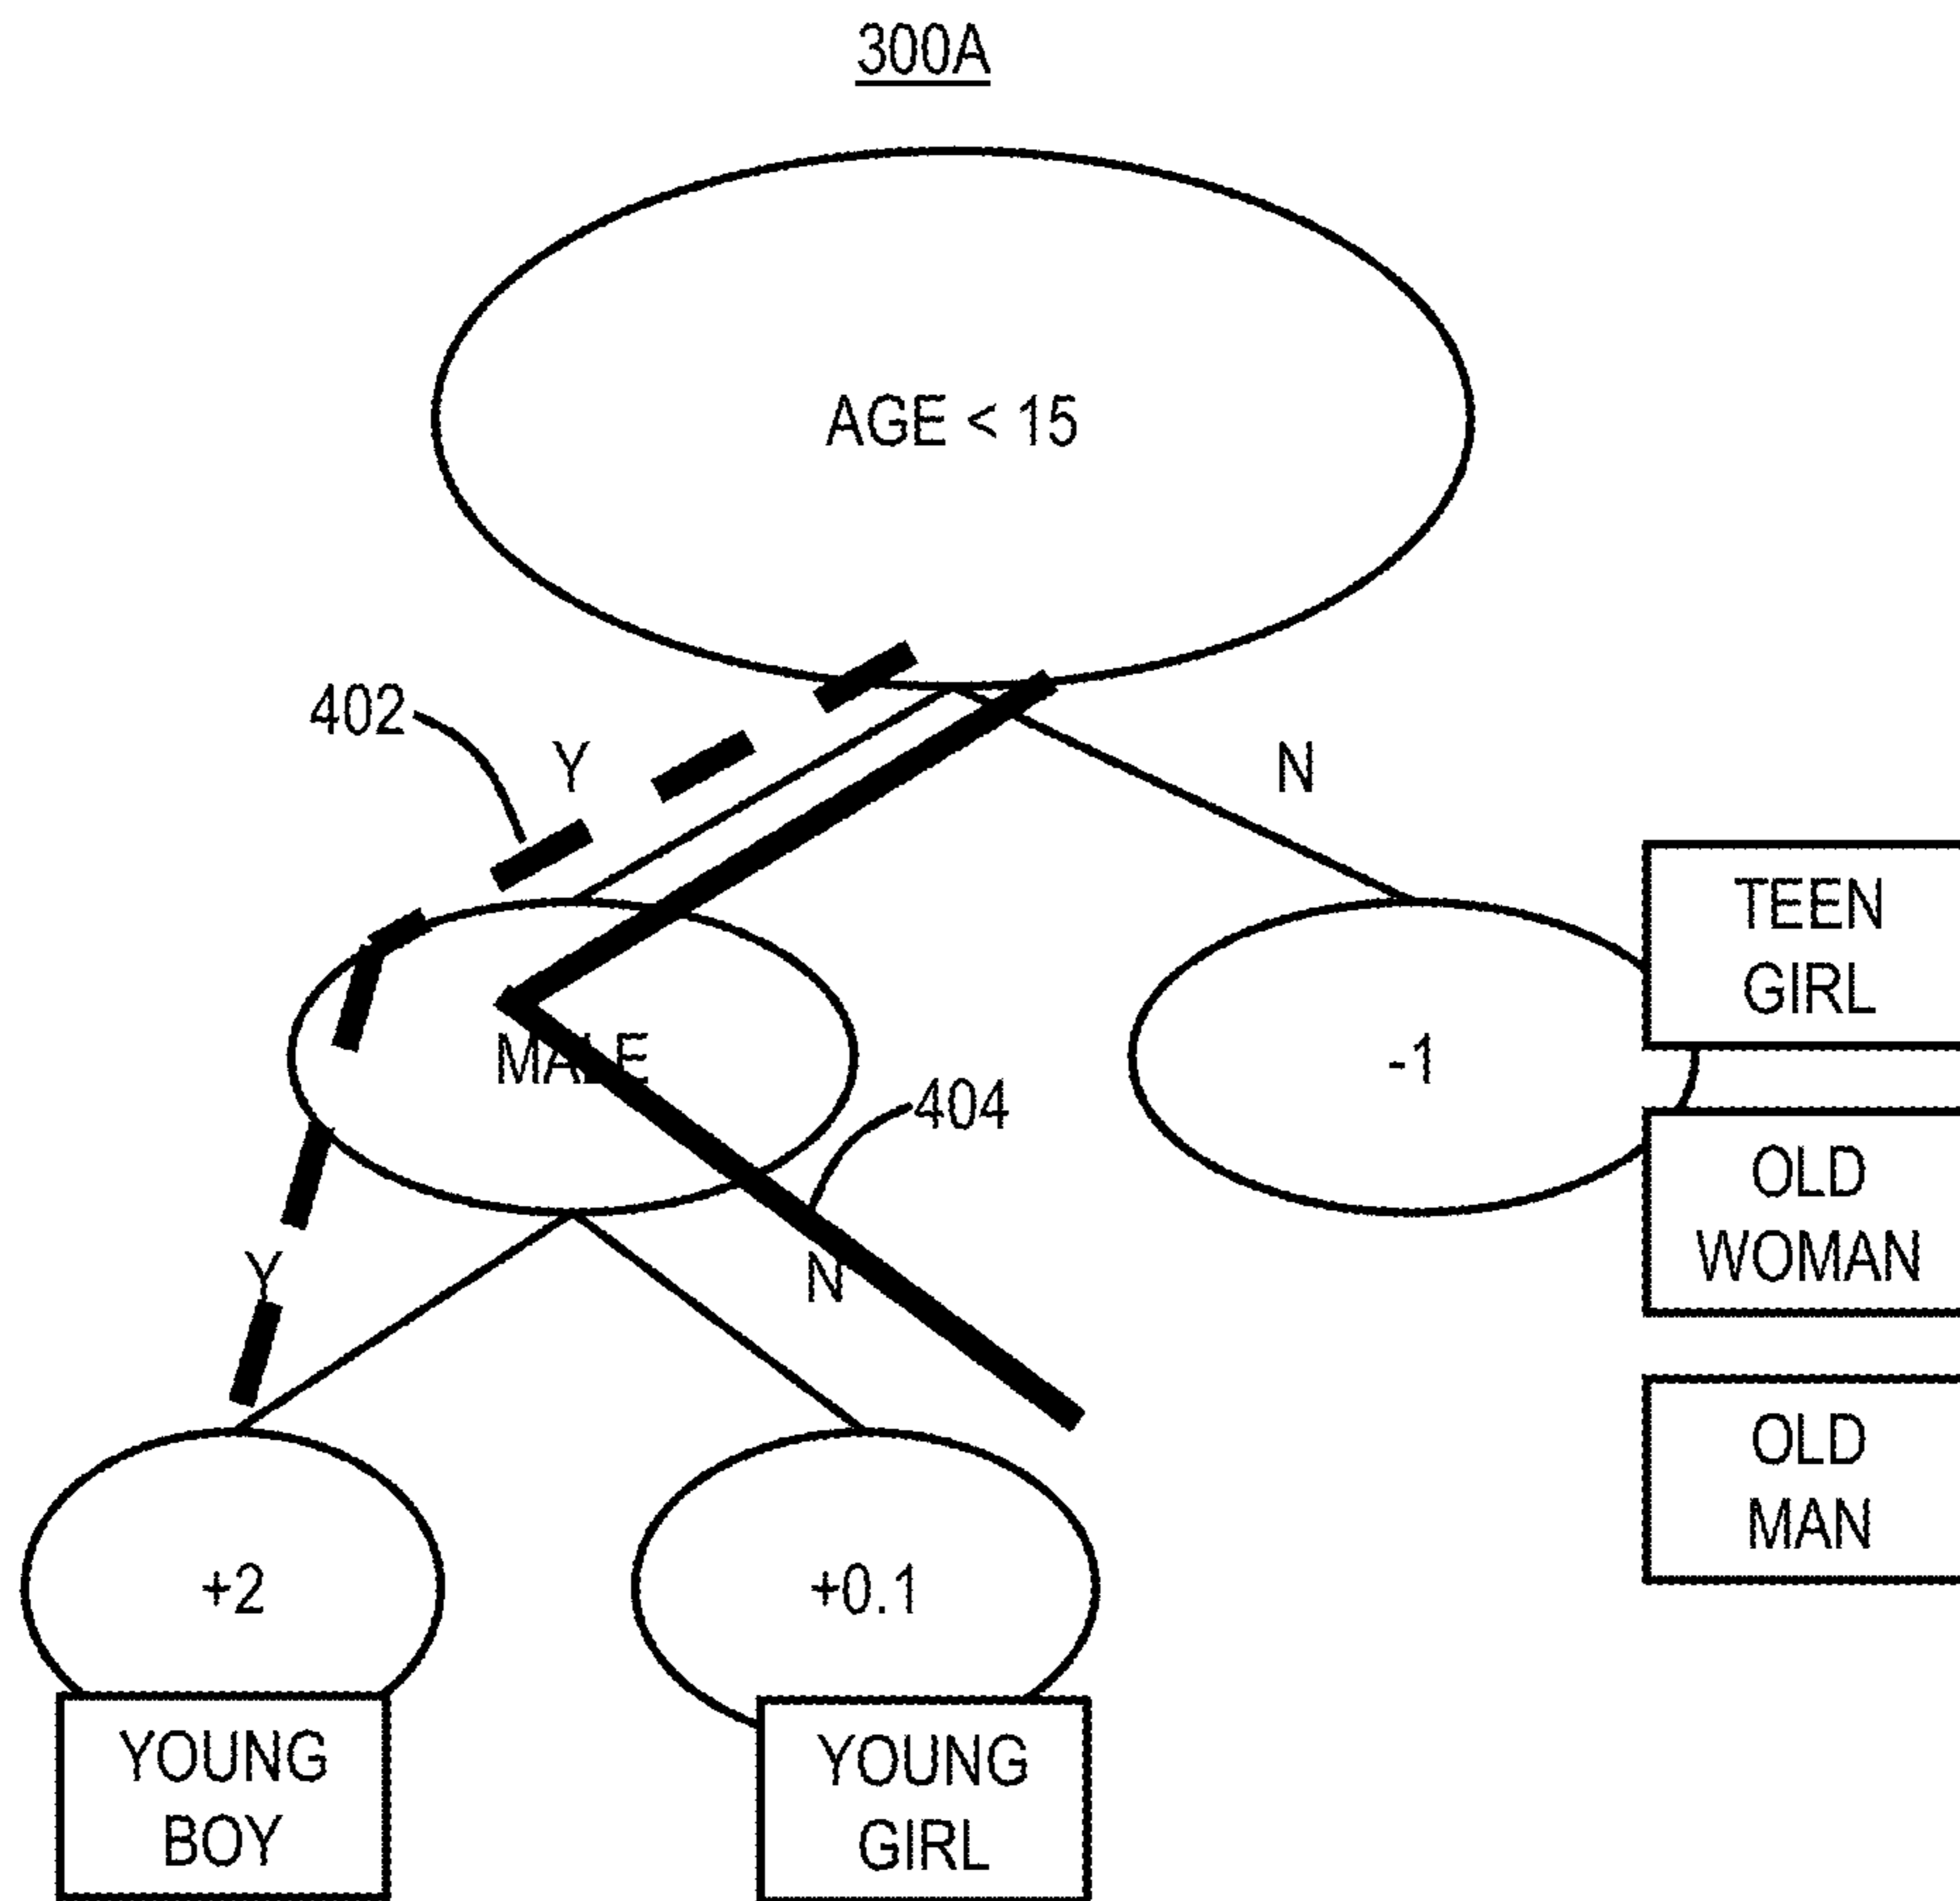 300A
AGE < 15
402
Y
N
TEEN
GIRL
MALE
-1
404
OLD
WOMAN
Y
N
OLD
MAN
+2
+0.1
YOUNG
BOY
YOUNG
GIRL